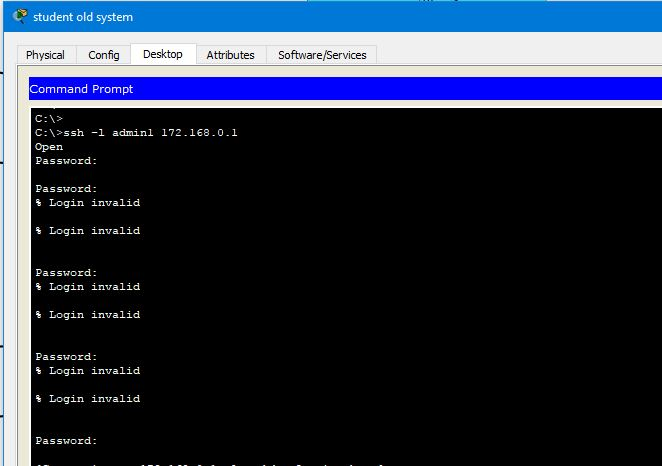 student old system
Physical Config Desktop Attributes Software/Services
Command Prompt
C:\>
C:\>ssh -l admin1 172.168.0.1
Open
Password:
Password:
% Login invalid
% Login invalid
Password:
% Login invalid
% Login invalid
Password:
% Login invalid
% Login invalid
Password: